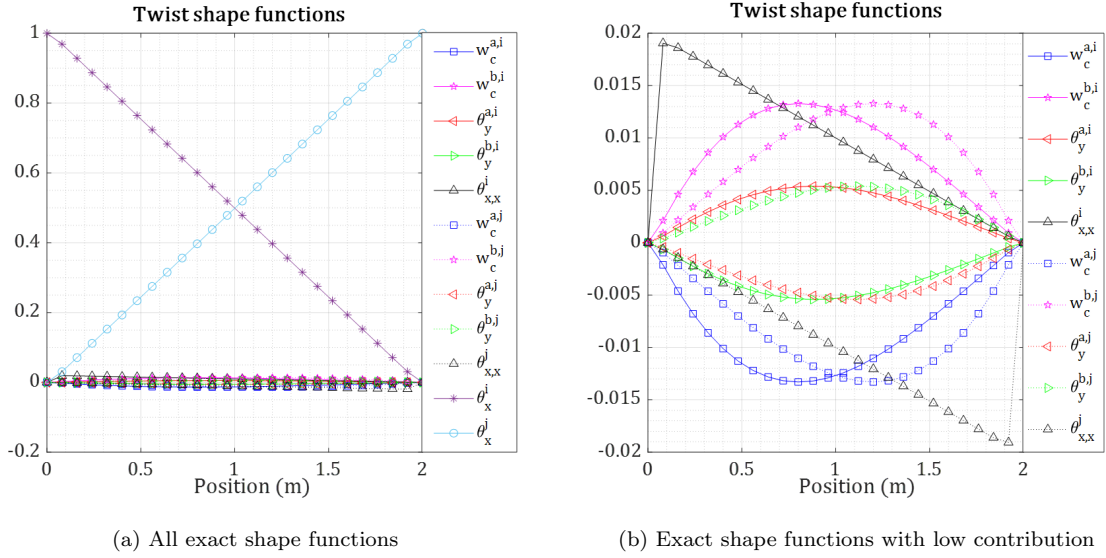 Twist shape functions
1
0.8
0.6
0.4
0.2
0
-0.2
0 0.5 1 1.5 2
Position (m)
w_c^{a,i}
w_c^{b,i}
θ_y^{a,i}
θ_y^{b,i}
θ_{x,x}^i
w_c^{a,j}
w_c^{b,j}
θ_y^{a,j}
θ_y^{b,j}
θ_{x,x}^j
θ_x^i
θ_x^j
(a) All exact shape functions
Twist shape functions
0.02
0.015
0.01
0.005
0
-0.005
-0.01
-0.015
-0.02
0 0.5 1 1.5 2
Position (m)
w_c^{a,i}
w_c^{b,i}
θ_y^{a,i}
θ_y^{b,i}
θ_{x,x}^i
w_c^{a,j}
w_c^{b,j}
θ_y^{a,j}
θ_y^{b,j}
θ_{x,x}^j
(b) Exact shape functions with low contribution